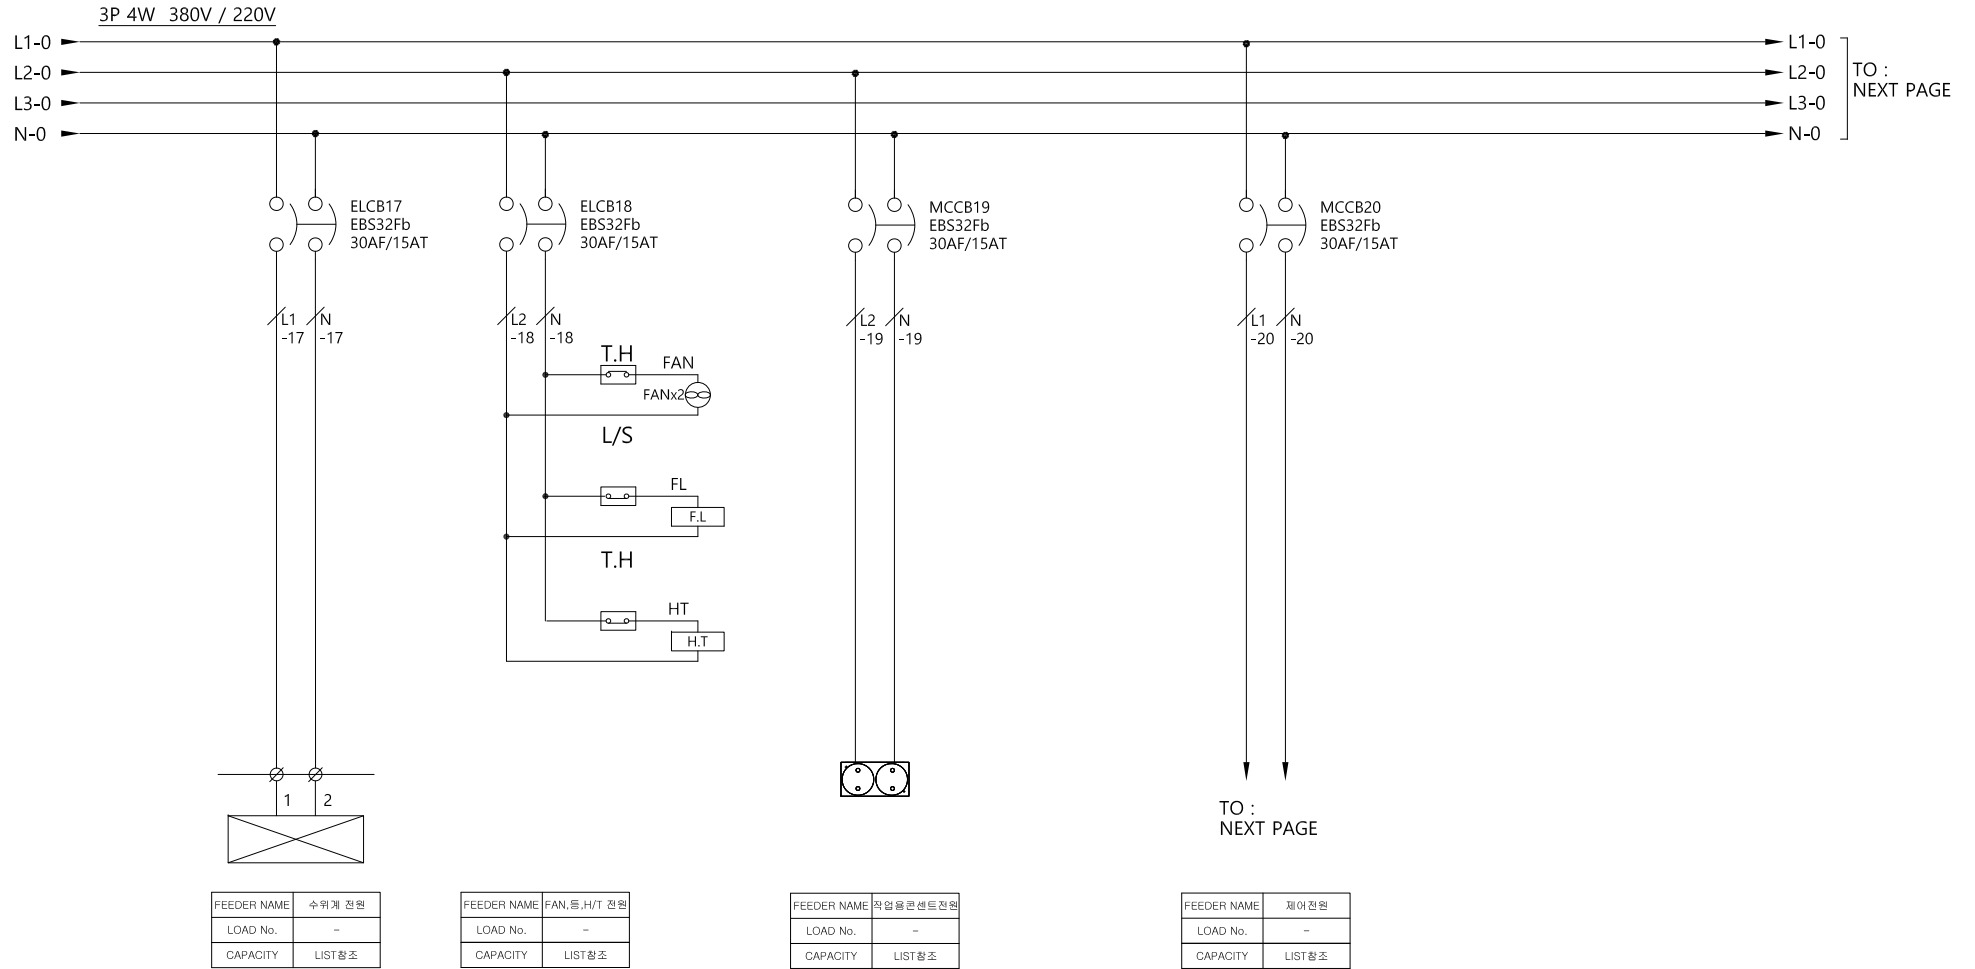 3P 4W 380V / 220V
L1-0
L1-0
L2-0
L2-0
L3-0
L3-0
N-0
N-0
TO :
NEXT PAGE
ELCB17
EBS32Fb
30AF/15AT
ELCB18
EBS32Fb
30AF/15AT
MCCB19
EBS32Fb
30AF/15AT
MCCB20
EBS32Fb
30AF/15AT
L1
-17
N
-17
L2
-18
N
-18
L2
-19
N
-19
L1
-20
N
-20
T.H
FAN
FANx2
L/S
FL
F.L
T.H
HT
H.T
1
2
TO :
NEXT PAGE
FEEDER NAME 수위계 전원
LOAD No. -
CAPACITY LIST참조
FEEDER NAME FAN,등,H/T 전원
LOAD No. -
CAPACITY LIST참조
FEEDER NAME 작업용콘센트전원
LOAD No. -
CAPACITY LIST참조
FEEDER NAME 제어전원
LOAD No. -
CAPACITY LIST참조